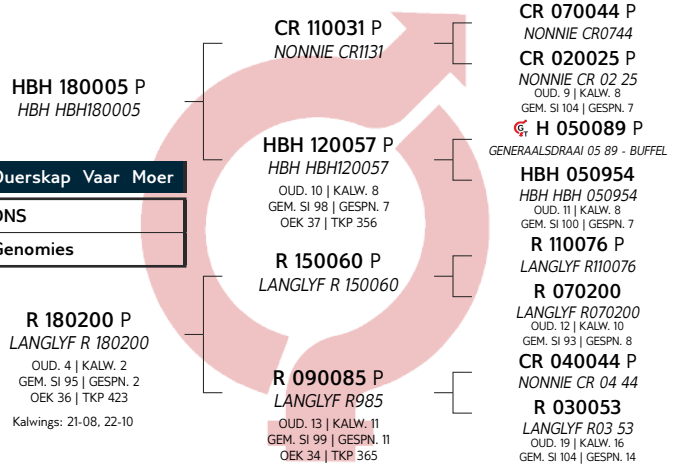 HBH 180005 P
HBH HBH180005
Ouerskap Vaar Moer
DNS
Genomies
R 180200 P
LANGLYF R 180200
OUD. 4 | KALW. 2
GEM. SI 95 | GESPN. 2
OEK 36 | TKP 423
Kalwings: 21-08, 22-10
CR 110031 P
NONNIE CR1131
HBH 120057 P
HBH HBH120057
OUD. 10 | KALW. 8
GEM. SI 98 | GESPN. 7
OEK 37 | TKP 356
R 150060 P
LANGLYF R 150060
R 090085 P
LANGLYF R985
OUD. 13 | KALW. 11
GEM. SI 99 | GESPN. 11
OEK 34 | TKP 365
CR 070044 P
NONNIE CR0744
CR 020025 P
NONNIE CR 02 25
OUD. 9 | KALW. 8
GEM. SI 104 | GESPN. 7
H 050089 P
GENERAALSDRAAI 05 89 - BUFFEL
HBH 050954
HBH HBH 050954
OUD. 11 | KALW. 8
GEM. SI 100 | GESPN. 7
R 110076 P
LANGLYF R110076
R 070200
LANGLYF R070200
OUD. 12 | KALW. 10
GEM. SI 93 | GESPN. 8
CR 040044 P
NONNIE CR 04 44
R 030053
LANGLYF R03 53
OUD. 19 | KALW. 16
GEM. SI 104 | GESPN. 14